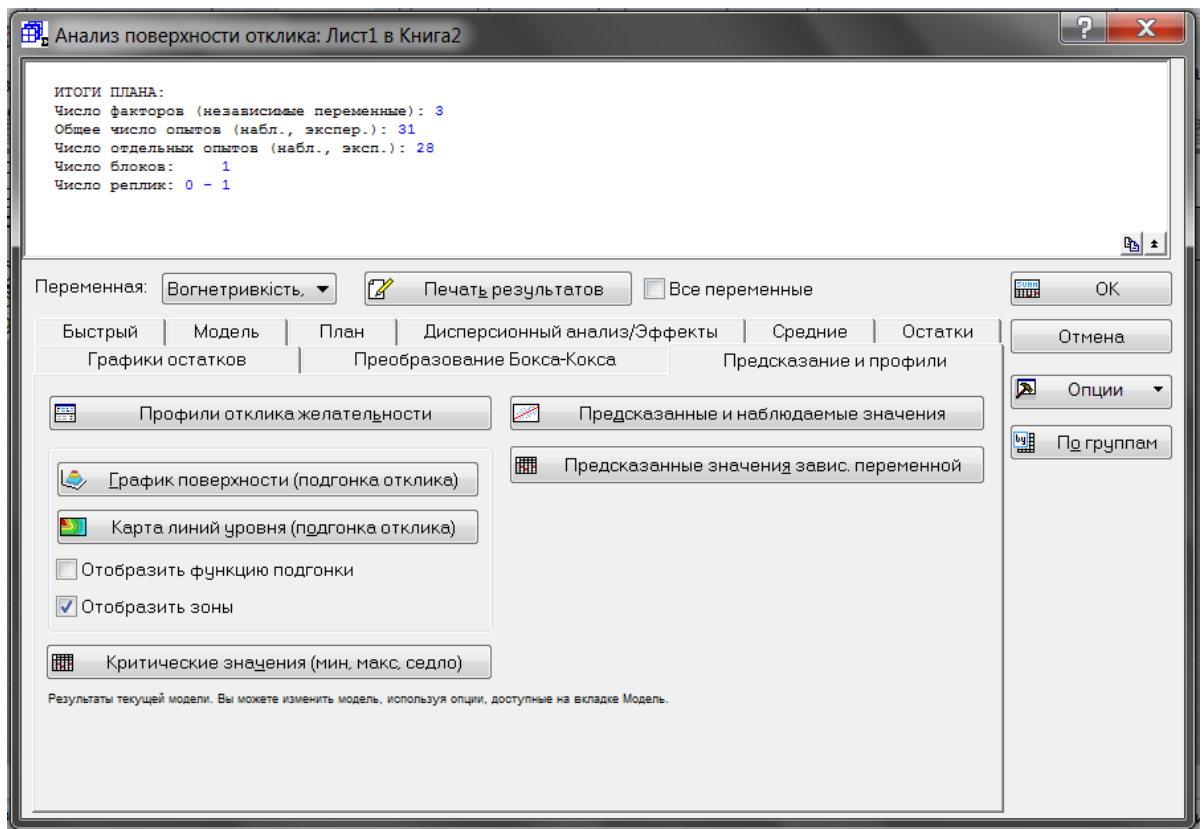 Анализ поверхности отклика: Лист1 в Книга2
ИТОГИ ПЛАНА:
Число факторов (независимые переменные): 3
Общее число опытов (набл., экспер.): 31
Число отдельных опытов (набл., эксп.): 28
Число блоков: 1
Число реплик: 0 - 1
Переменная: Вогнетривкість, Печать результатов Все переменные OK
Быстрый Модель План Дисперсионный анализ/Эффекты Средние Остатки Отмена
Графики остатков Преобразование Бокса-Кокса Предсказание и профили
Опции
Профили отклика желательности Предсказанные и наблюдаемые значения
По группам
Предсказанные значения завис. переменной
График поверхности (подгонка отклика)
Карта линий уровня (подгонка отклика)
Отобразить функцию подгонки
Отобразить зоны
Критические значения (мин, макс, седло)
Результаты текущей модели. Вы можете изменить модель, используя опции, доступные на вкладке Модель.